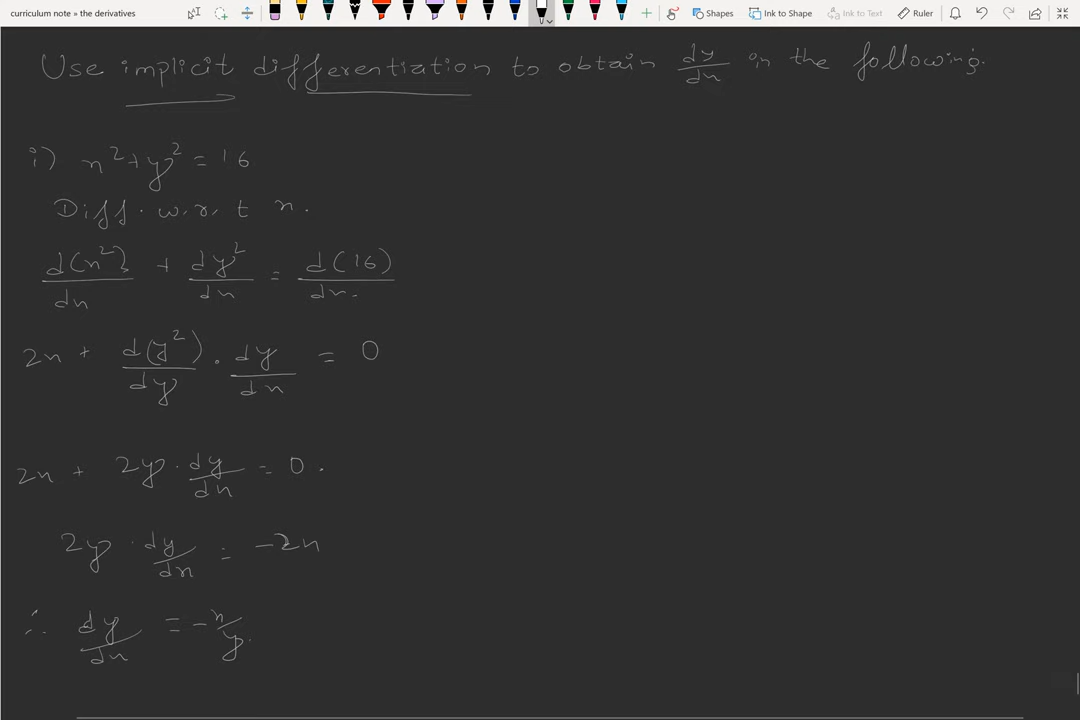 curriculum note » the derivatives
Shapes Ink to Shape Ink to Text Ruler
Use implicit differentiation to obtain dy/dx in the following.
i) x² + y² = 16
Diff. w.r.t x.
d(x²)/dx + dy²/dx = d(16)/dx.
2x + d(y²)/dy · dy/dx = 0
2x + 2y · dy/dx = 0.
2y · dy/dx = -2x
∴ dy/dx = -x/y.